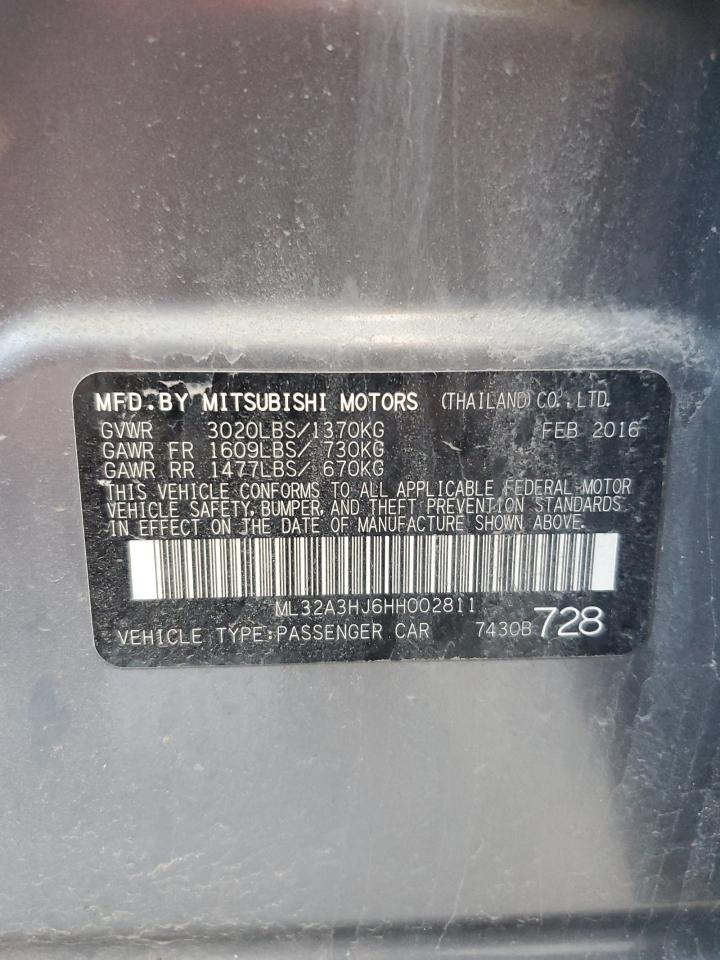 MFD.BY MITSUBISHI MOTORS (THAILAND) CO.,LTD.
GVWR 3020LBS/1370KG FEB 2016
GAWR FR 1609LBS/ 730KG
GAWR RR 1477LBS/ 670KG
THIS VEHICLE CONFORMS TO ALL APPLICABLE FEDERAL-MOTOR
VEHICLE SAFETY, BUMPER, AND THEFT PREVENTION STANDARDS
IN EFFECT ON THE DATE OF MANUFACTURE SHOWN ABOVE.
ML32A3HJ6HH002811
VEHICLE TYPE:PASSENGER CAR 7430B 728